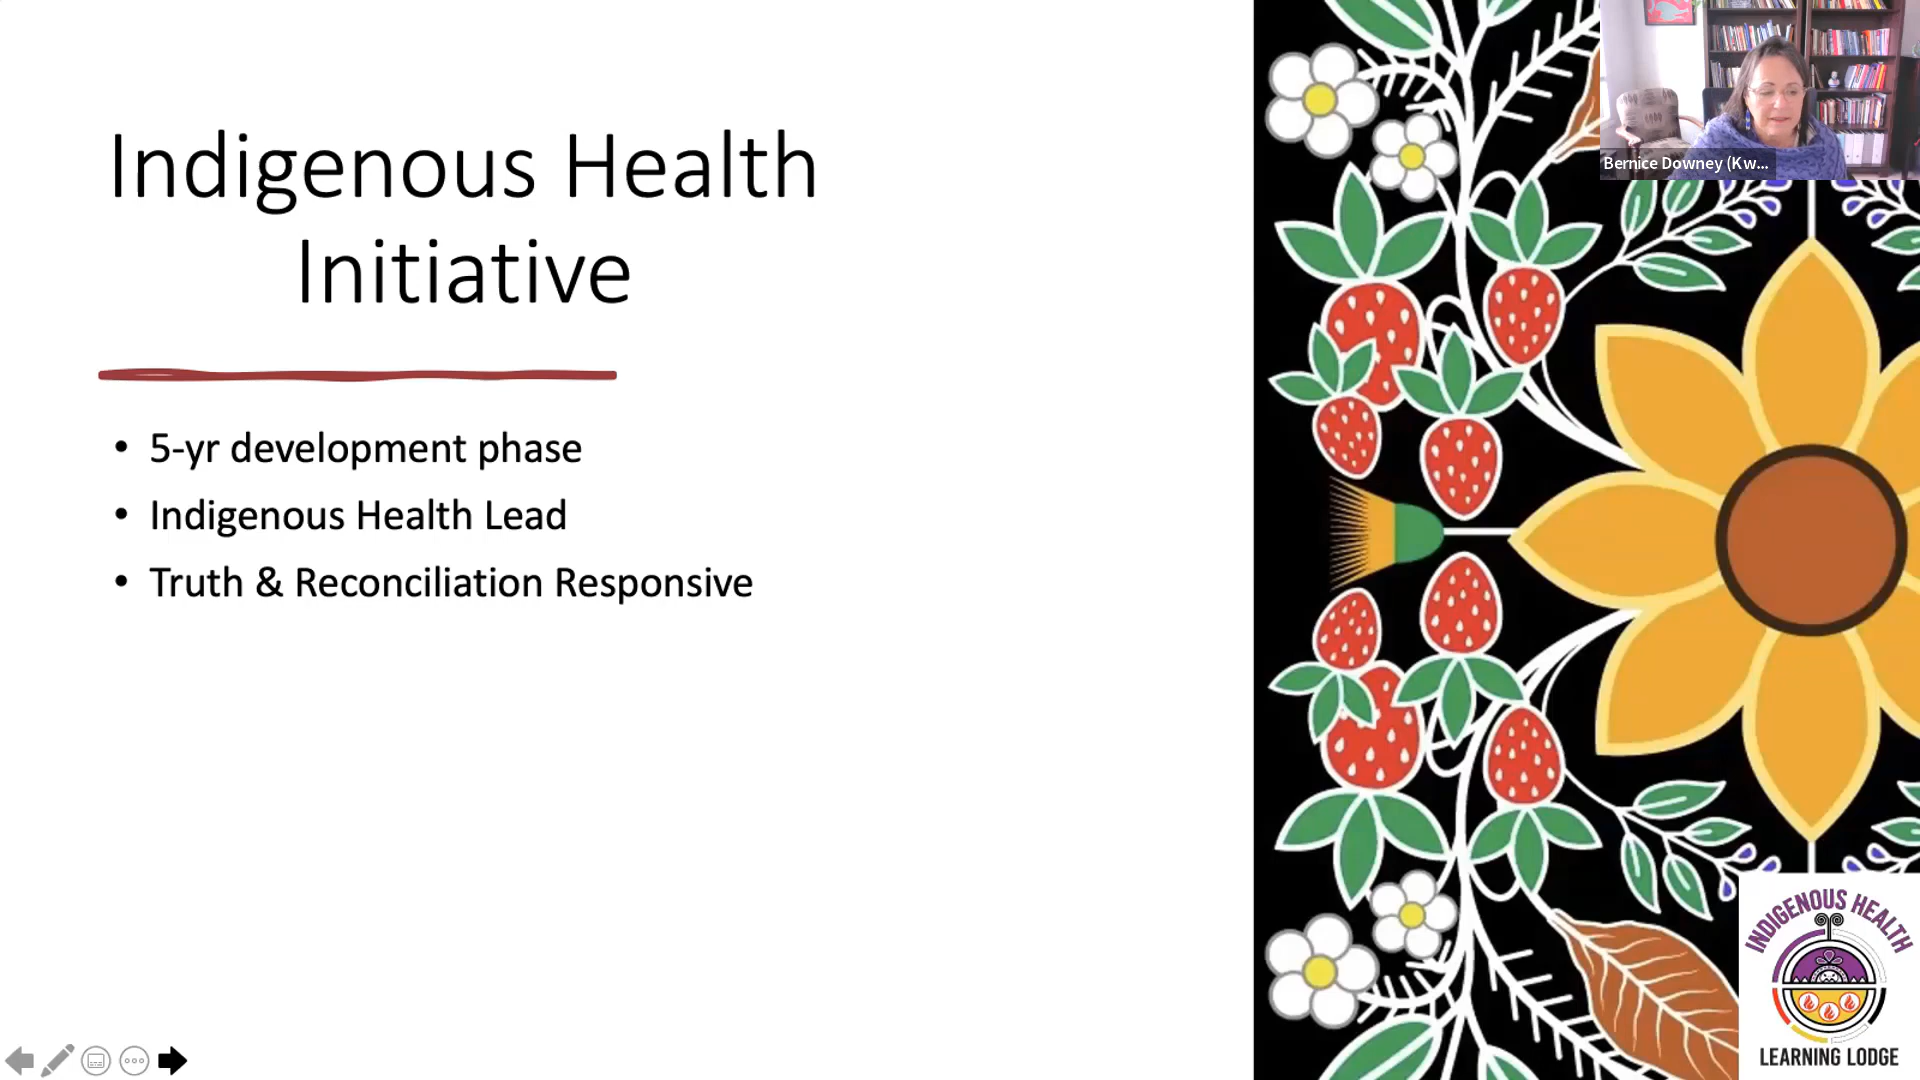 Indigenous Health
Initiative
• 5-yr development phase
• Indigenous Health Lead
• Truth & Reconciliation Responsive
Bernice Downey (Kw...
INDIGENOUS HEALTH
LEARNING LODGE